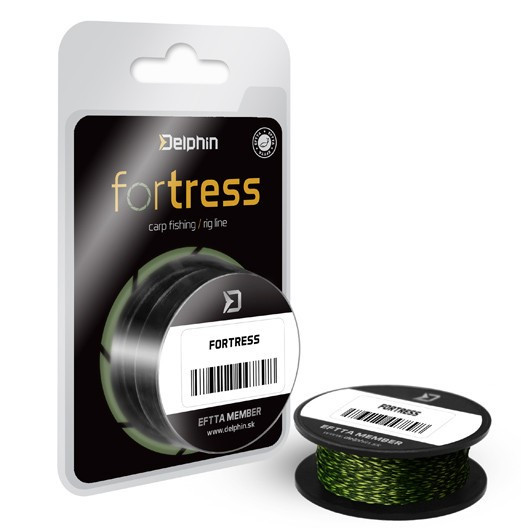 Delphin
fortress
carp fishing / rig line
FORTRESS
EFTTA MEMBER
www.delphin.sk
FORTRESS
EFTTA MEMBER
www.delphin.sk